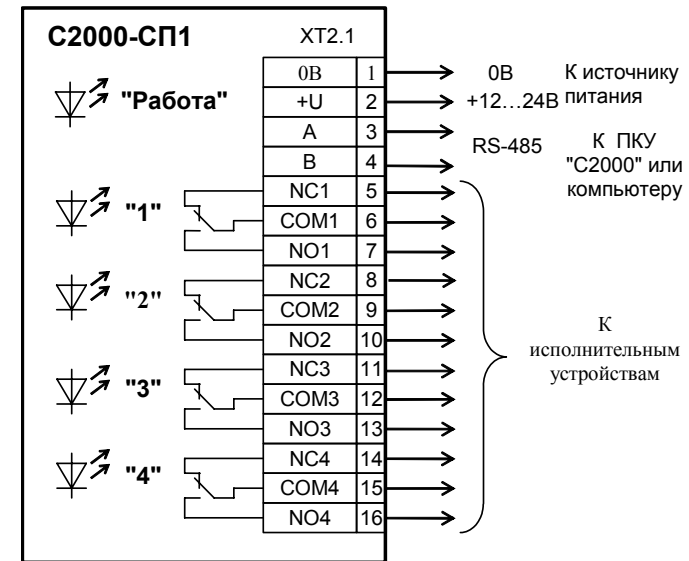 С2000-СП1 XT2.1
"Работа"
0В 1 0В К источнику
+U 2 +12...24В питания
A 3 RS-485 К ПКУ
B 4 "С2000" или
NC1 5 компьютеру
"1" COM1 6
NO1 7
NC2 8
"2" COM2 9
NO2 10
К
исполнительным
устройствам
NC3 11
"3" COM3 12
NO3 13
NC4 14
"4" COM4 15
NO4 16